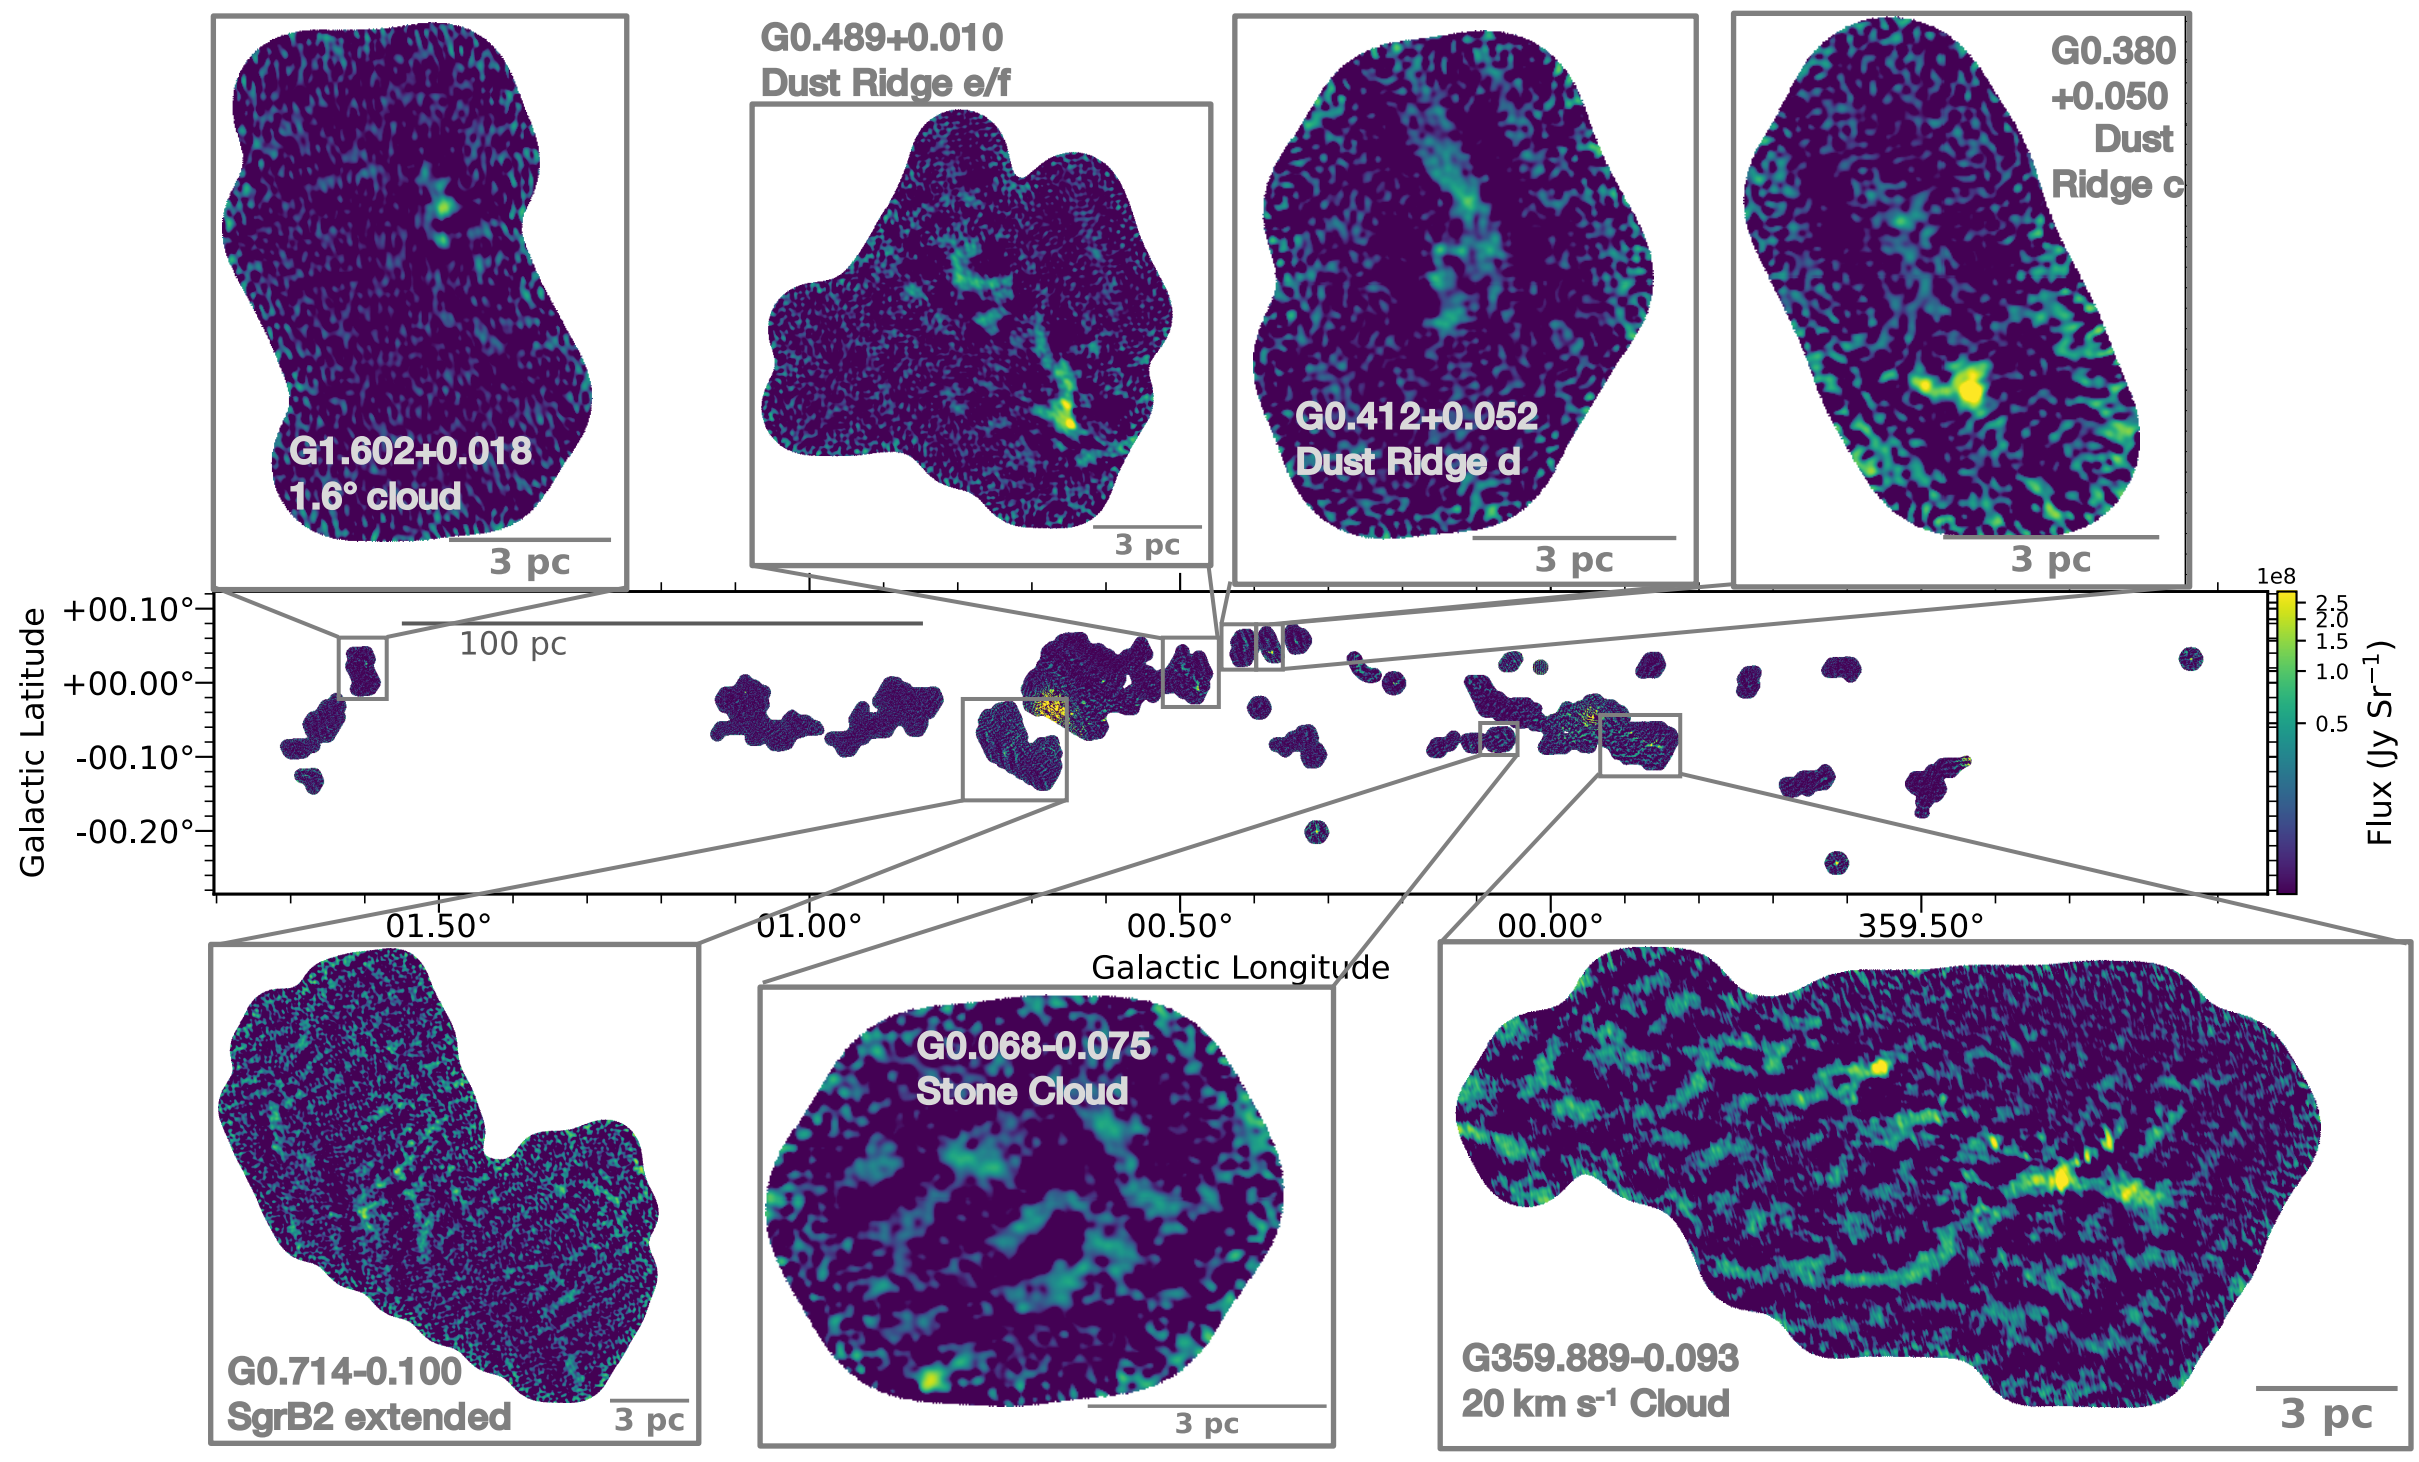 G0.489+0.010
Dust Ridge e/f
G0.380
+0.050
Dust
Ridge c
G1.602+0.018
1.6° cloud
3 pc
3 pc
G0.412+0.052
Dust Ridge d
3 pc
3 pc
1e8
+00.10°
+00.00°
-00.10°
-00.20°
Galactic Latitude
100 pc
2.5
2.0
1.5
1.0
0.5
Flux (Jy Sr⁻¹)
01.50°
01.00°
00.50°
00.00°
359.50°
Galactic Longitude
G0.714-0.100
SgrB2 extended
3 pc
G0.068-0.075
Stone Cloud
3 pc
G359.889-0.093
20 km s⁻¹ Cloud
3 pc